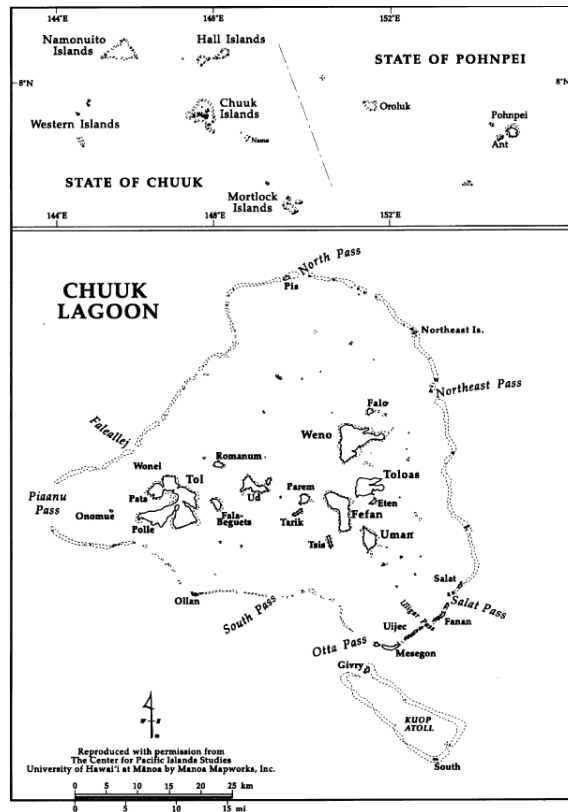 144°E
148°E
152°E
Namonuito
Islands
Hall Islands
STATE OF POHNPEI
8°N
8°N
Western Islands
Chuuk
Islands
Nama
Oroluk
Pohnpei
Ant
STATE OF CHUUK
Mortlock
Islands
144°E
148°E
152°E
CHUUK
LAGOON
North Pass
Pis
Northeast Is.
Northeast Pass
Faleallej
Falo
Weno
Romanum
Wonei
Tol
Toloas
Piaanu
Pass
Pata
Ud
Parem
Eten
Onomue
Fala-
Beguets
Tarik
Fefan
Polle
Tsis
Uman
Salat
Ollan
South Pass
Uligar Pass
Salat Pass
Fanan
Uijec
Otta Pass
Mesegon
Givry
KUOP
ATOLL
South
Reproduced with permission from
The Center for Pacific Islands Studies
University of Hawai'i at Mānoa by Manoa Mapworks, Inc.
0 5 10 15 20 25 km
0 5 10 15 mi